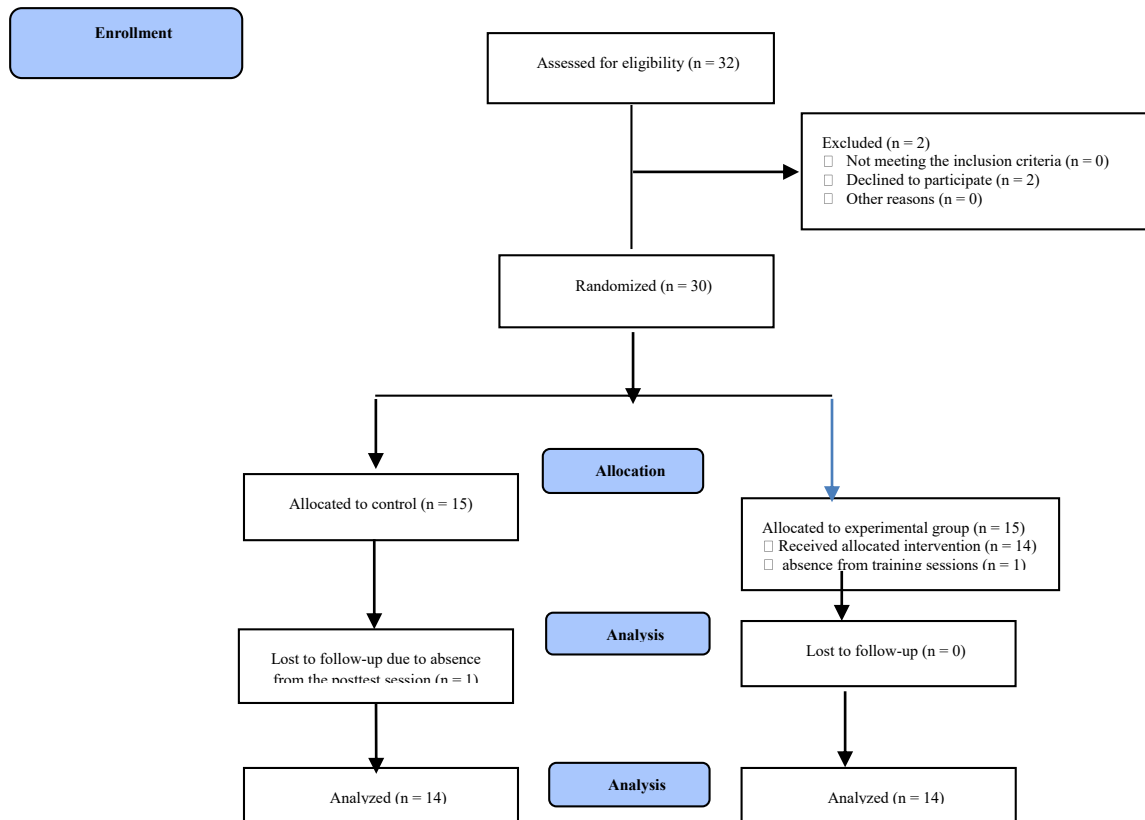 Enrollment
Assessed for eligibility (n = 32)
Excluded (n = 2)
Not meeting the inclusion criteria (n = 0)
Declined to participate (n = 2)
Other reasons (n = 0)
Randomized (n = 30)
Allocation
Allocated to control (n = 15)
Allocated to experimental group (n = 15)
Received allocated intervention (n = 14)
absence from training sessions (n = 1)
Analysis
Lost to follow-up due to absence
from the posttest session (n = 1)
Lost to follow-up (n = 0)
Analysis
Analyzed (n = 14)
Analyzed (n = 14)